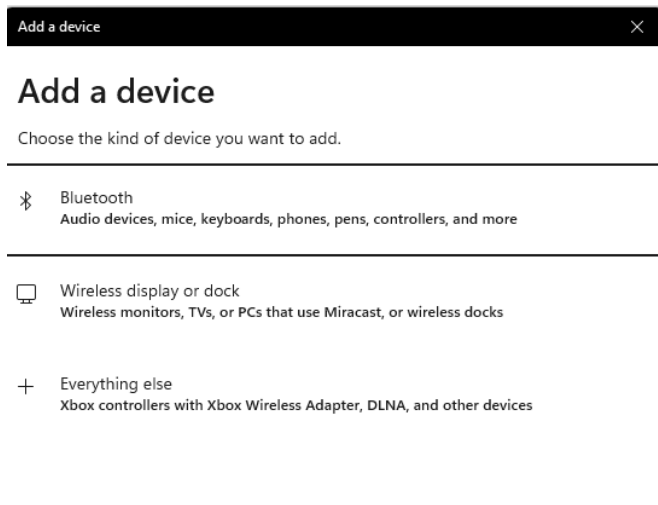 Add a device
Add a device
Choose the kind of device you want to add.
Bluetooth
Audio devices, mice, keyboards, phones, pens, controllers, and more
Wireless display or dock
Wireless monitors, TVs, or PCs that use Miracast, or wireless docks
Everything else
Xbox controllers with Xbox Wireless Adapter, DLNA, and other devices